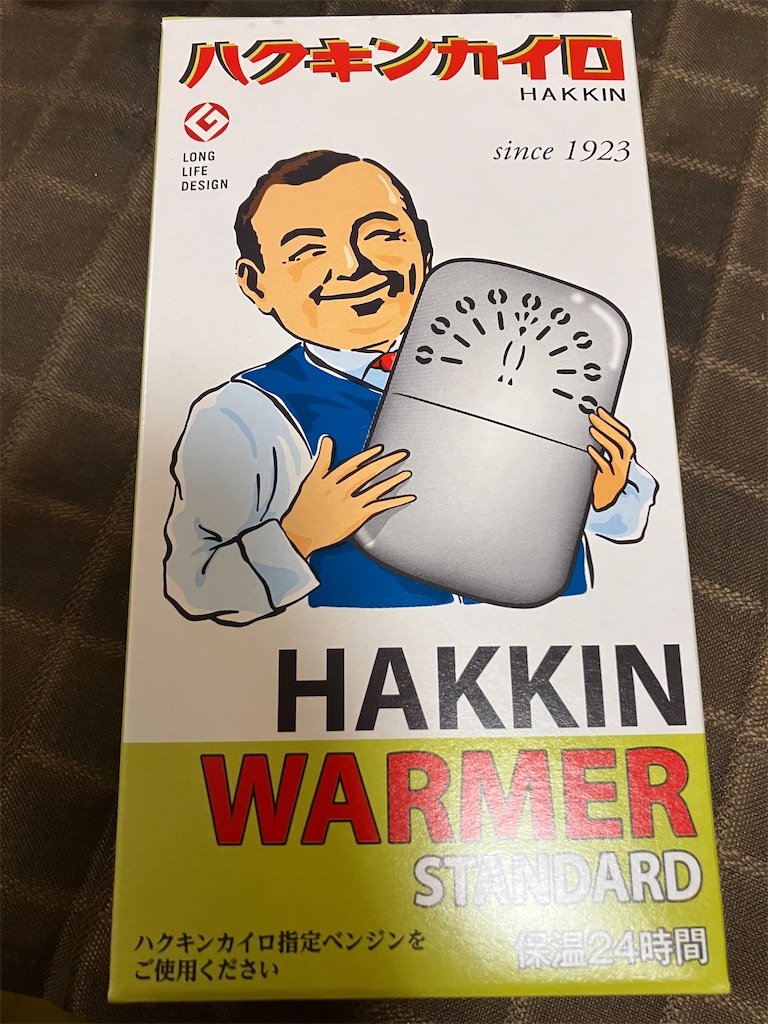 ハクキンカイロ
HAKKIN
since 1923
LONG
LIFE
DESIGN
HAKKIN
WARMER
STANDARD
ハクキンカイロ指定ベンジンを
ご使用ください
保温24時間